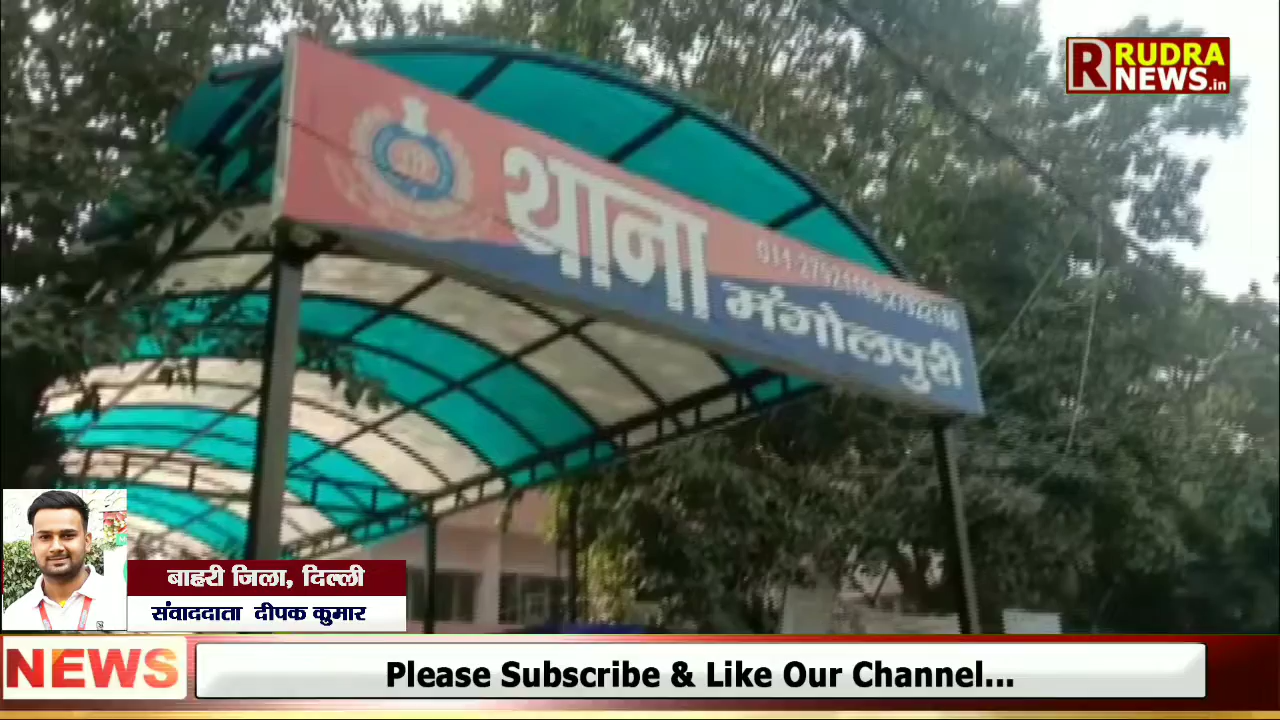 RUDRA
NEWS.in
थाना
मंगोलपुरी
बाहरी जिला, दिल्ली
संवाददाता दीपक कुमार
NEWS
Please Subscribe & Like Our Channel...